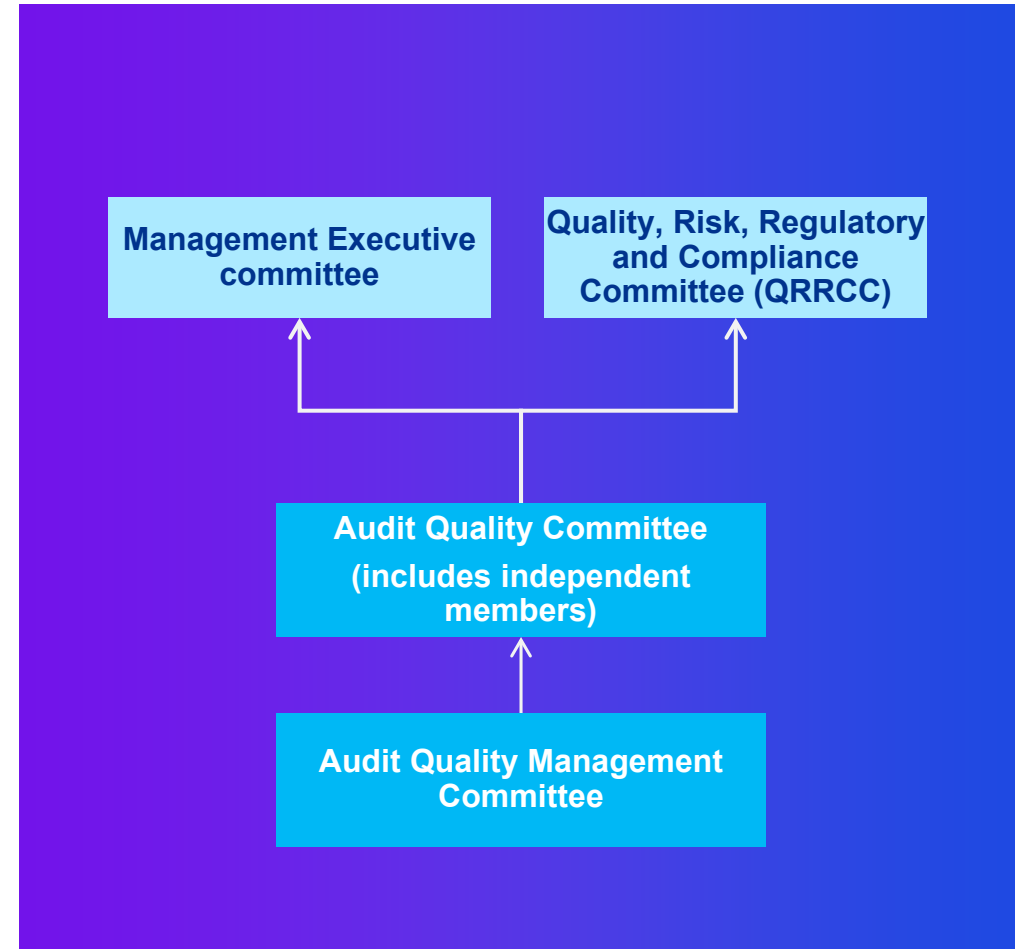 Management Executive
committee
Quality, Risk, Regulatory
and Compliance
Committee (QRRCC)
Audit Quality Committee
(includes independent
members)
Audit Quality Management
Committee